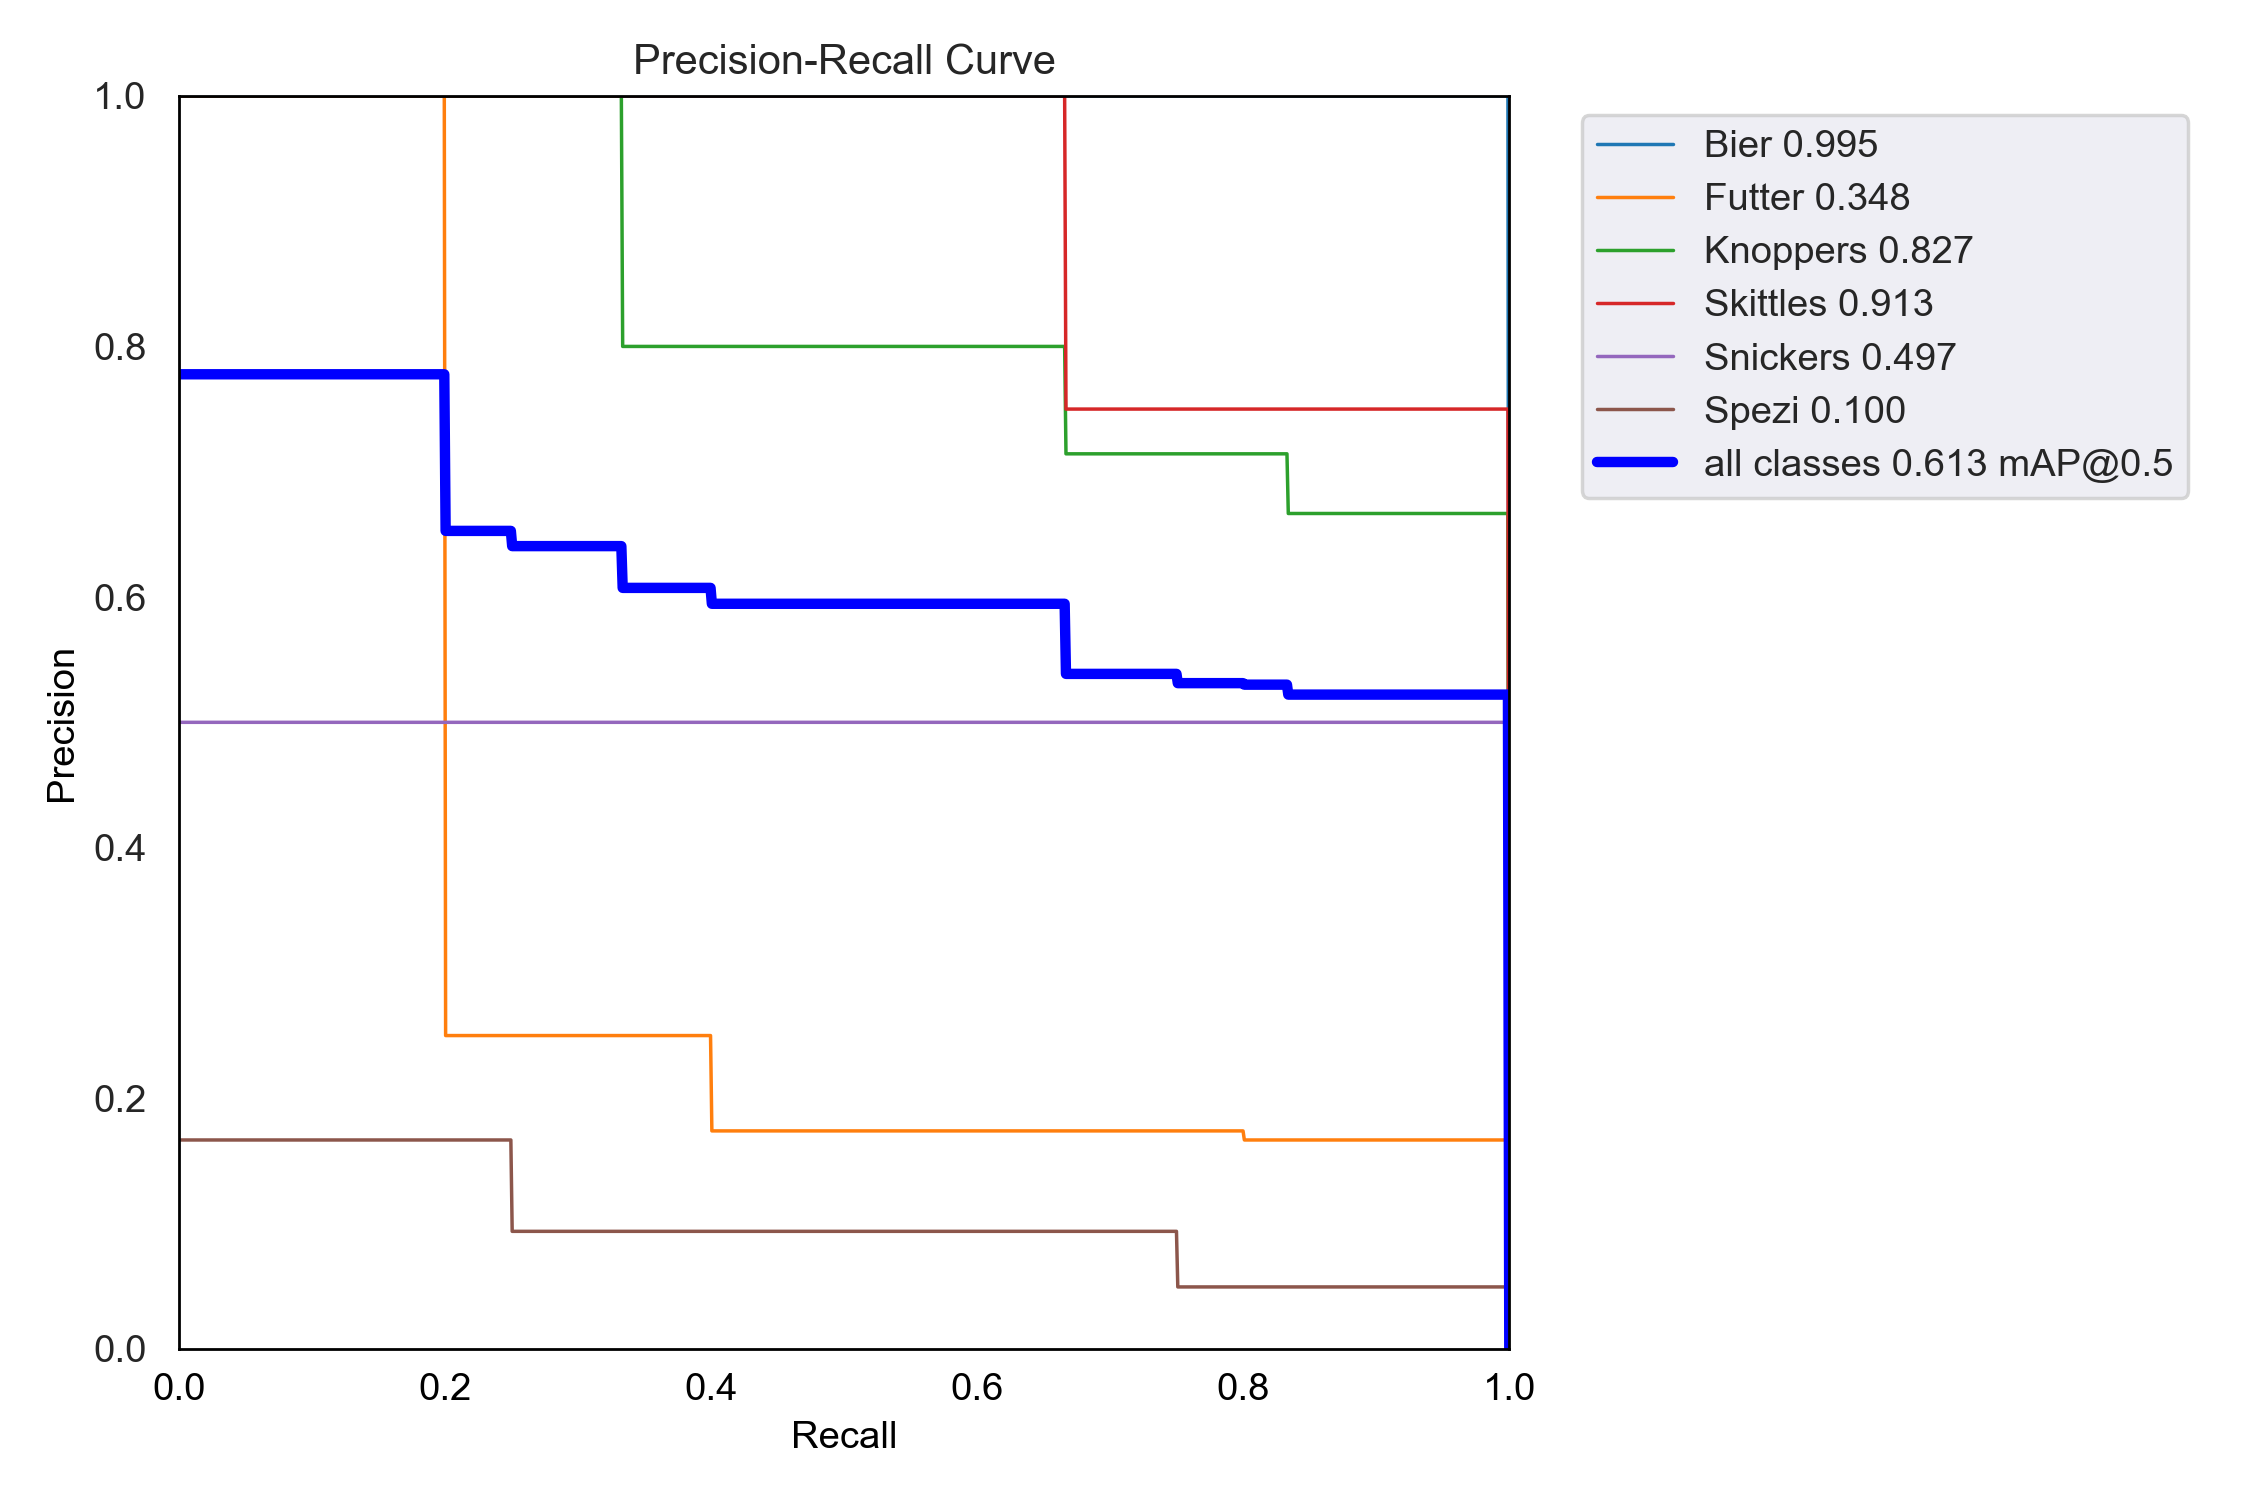 Precision-Recall Curve
1.0
0.8
0.6
0.4
0.2
0.0
Precision
0.0 0.2 0.4 0.6 0.8 1.0
Recall
Bier 0.995
Futter 0.348
Knoppers 0.827
Skittles 0.913
Snickers 0.497
Spezi 0.100
all classes 0.613 mAP@0.5